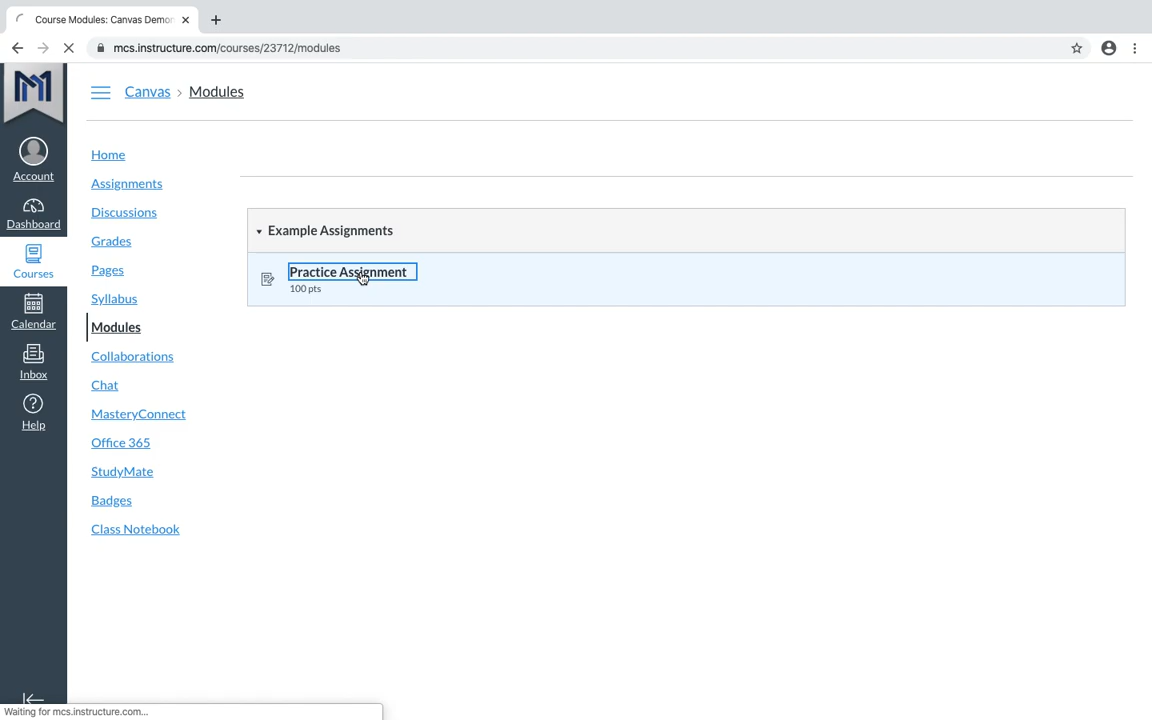 Course Modules: Canvas Demon
mcs.instructure.com/courses/23712/modules
Canvas > Modules
Account
Dashboard
Courses
Calendar
Inbox
Help
Home
Assignments
Discussions
Grades
Pages
Syllabus
Modules
Collaborations
Chat
MasteryConnect
Office 365
StudyMate
Badges
Class Notebook
Example Assignments
Practice Assignment
100 pts
Waiting for mcs.instructure.com...